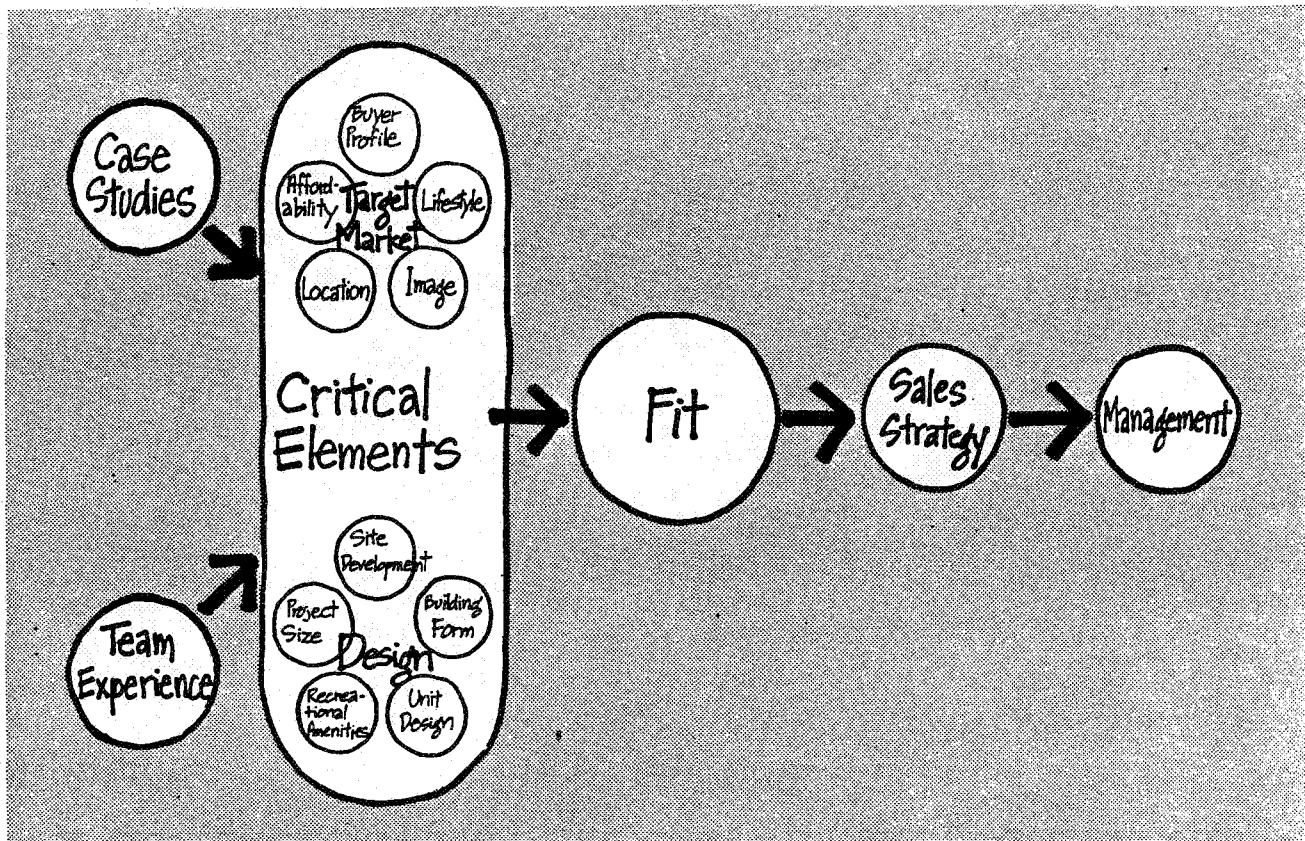 Case
Studies
Buyer
Profile
Afford-
ability
Target
Market
Lifestyle
Location
Image
Critical
Elements
Fit
Sales
Strategy
Management
Team
Experience
Site
Development
Project
Size
Building
Form
Design
Recrea-
tional
Amenities
Unit
Design